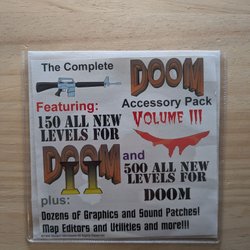 The Complete DOOM
Featuring: Accessory Pack
150 ALL NEW Volume III
LEVELS FOR
DOOM II and 500 ALL NEW
LEVELS FOR
DOOM
plus:
Dozens of Graphics and Sound Patches!
Map Editors and Utilities and more!!!